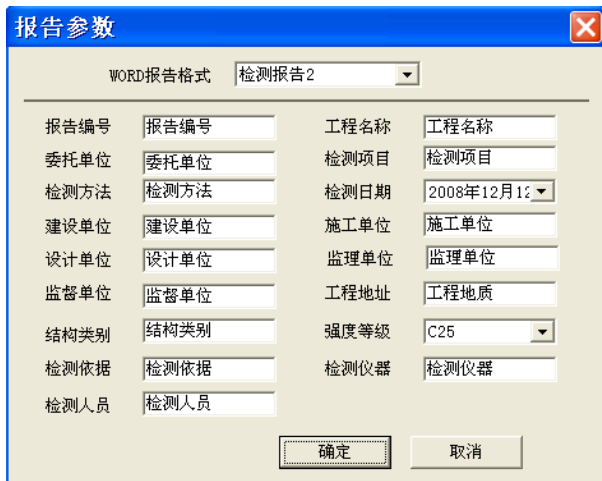 报告参数
WORD报告格式 检测报告2
报告编号 报告编号 工程名称 工程名称
委托单位 委托单位 检测项目 检测项目
检测方法 检测方法 检测日期 2008年12月12
建设单位 建设单位 施工单位 施工单位
设计单位 设计单位 监理单位 监理单位
监督单位 监督单位 工程地址 工程地质
结构类别 结构类别 强度等级 C25
检测依据 检测依据 检测仪器 检测仪器
检测人员 检测人员
确定 取消